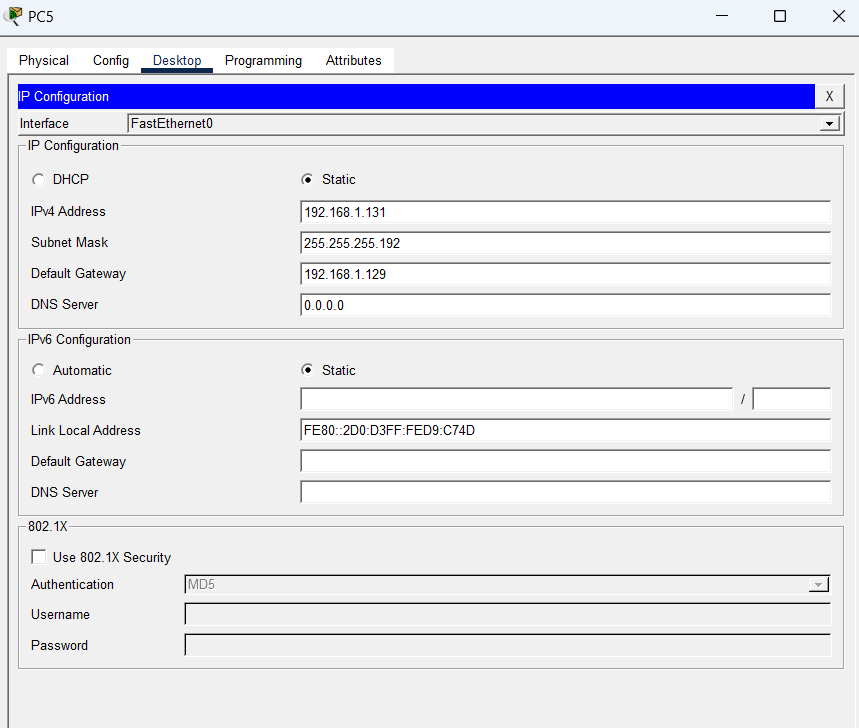 PC5
Physical Config Desktop Programming Attributes
IP Configuration X
Interface FastEthernet0
IP Configuration
DHCP Static
IPv4 Address 192.168.1.131
Subnet Mask 255.255.255.192
Default Gateway 192.168.1.129
DNS Server 0.0.0.0
IPv6 Configuration
Automatic Static
IPv6 Address /
Link Local Address FE80::2D0:D3FF:FED9:C74D
Default Gateway
DNS Server
802.1X
Use 802.1X Security
Authentication MD5
Username
Password